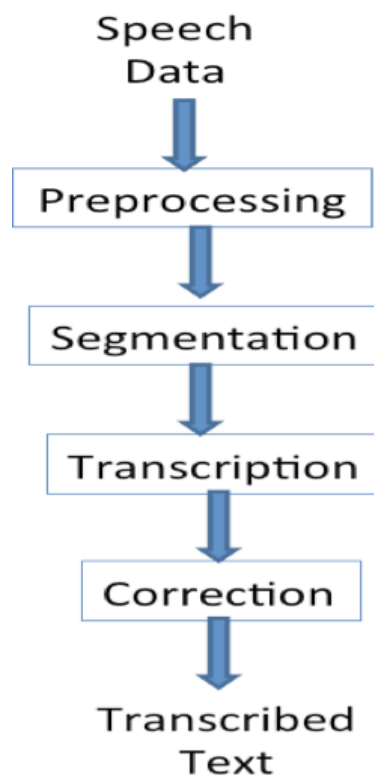 Speech
Data
Preprocessing
Segmentation
Transcription
Correction
Transcribed
Text